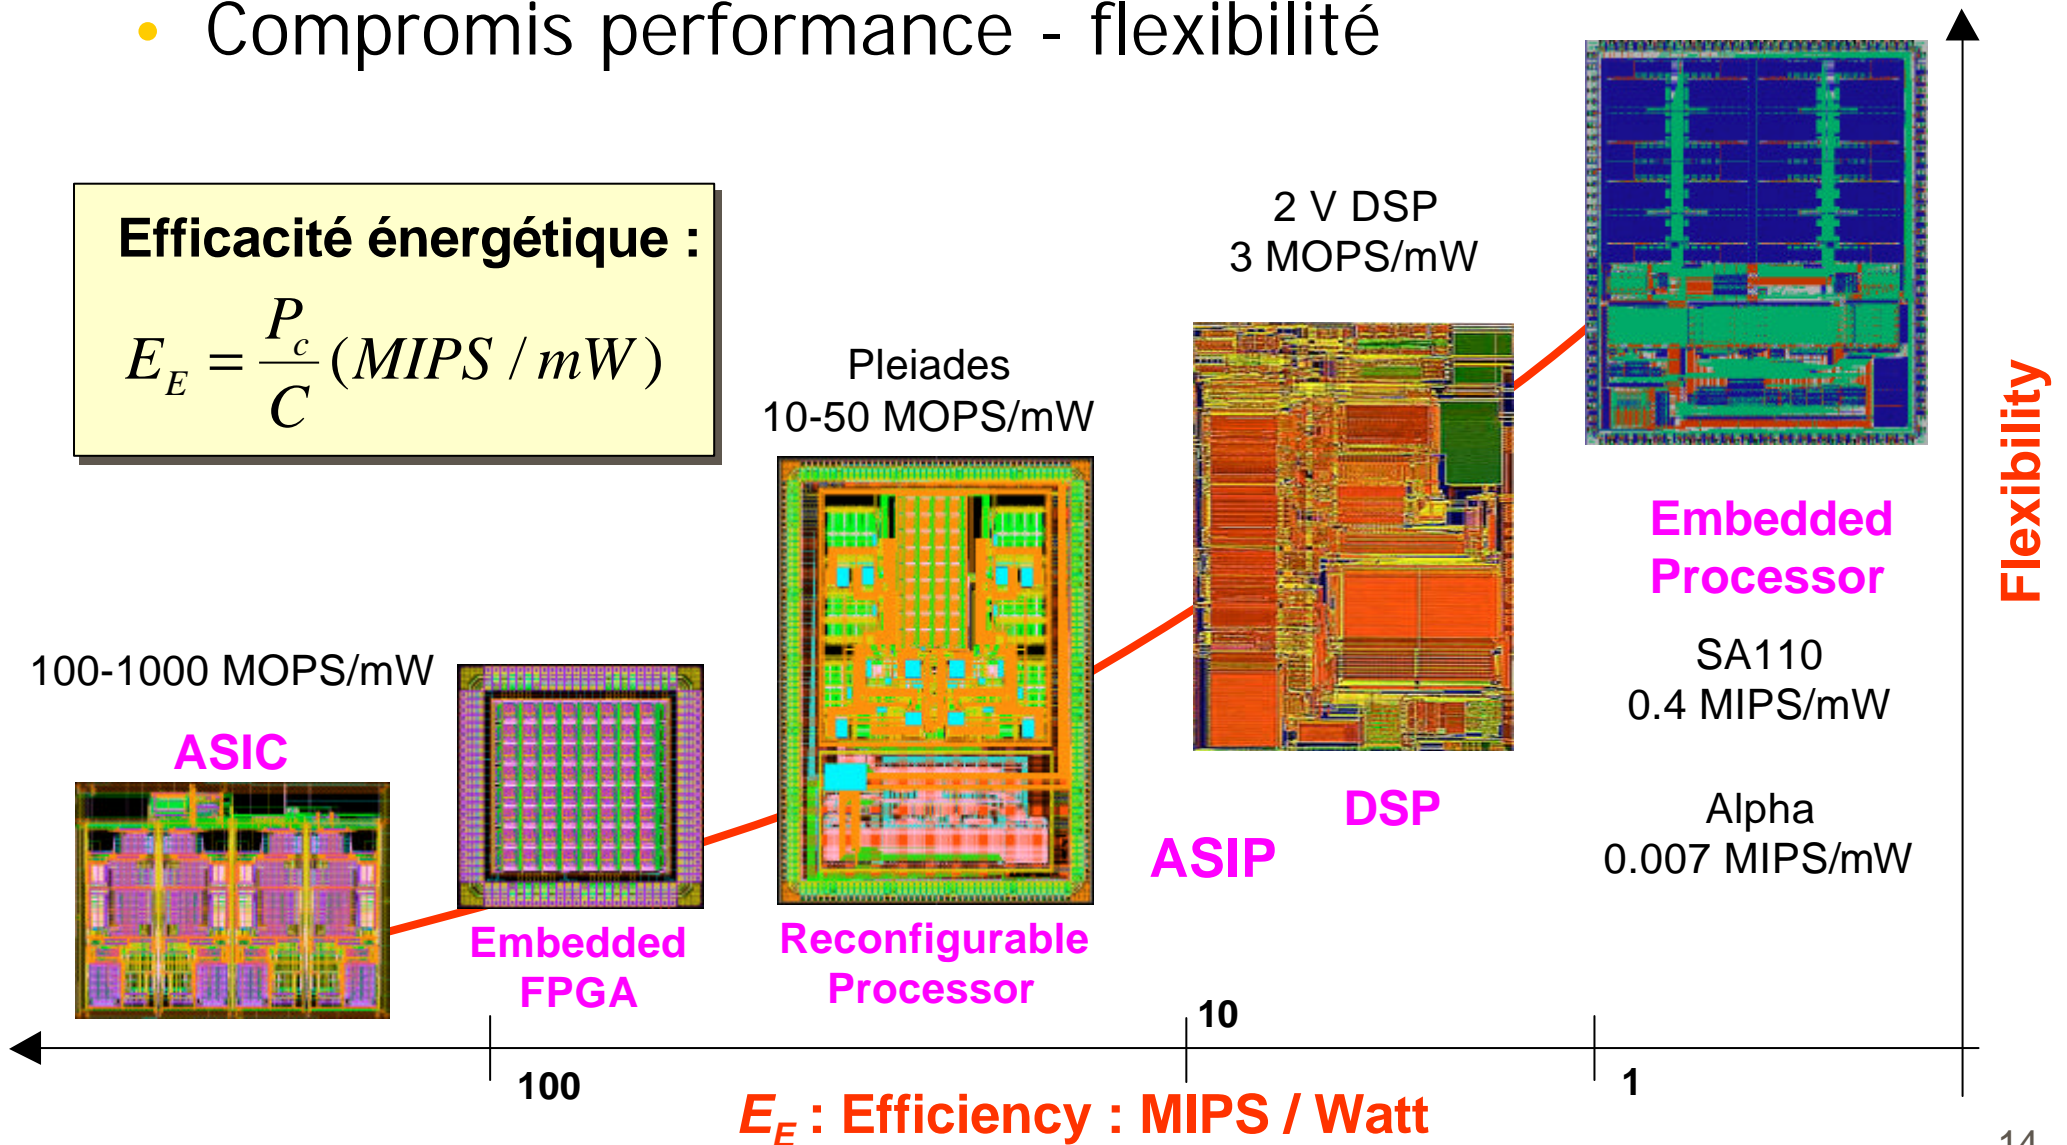 • Compromis performance - flexibilité
Efficacité énergétique :
E_E = P_c / C (MIPS / mW)
2 V DSP
3 MOPS/mW
Pleiades
10-50 MOPS/mW
100-1000 MOPS/mW
ASIC
Embedded
FPGA
Reconfigurable
Processor
ASIP
DSP
Embedded
Processor
SA110
0.4 MIPS/mW
Alpha
0.007 MIPS/mW
Flexibility
100
10
1
E_E : Efficiency : MIPS / Watt
14